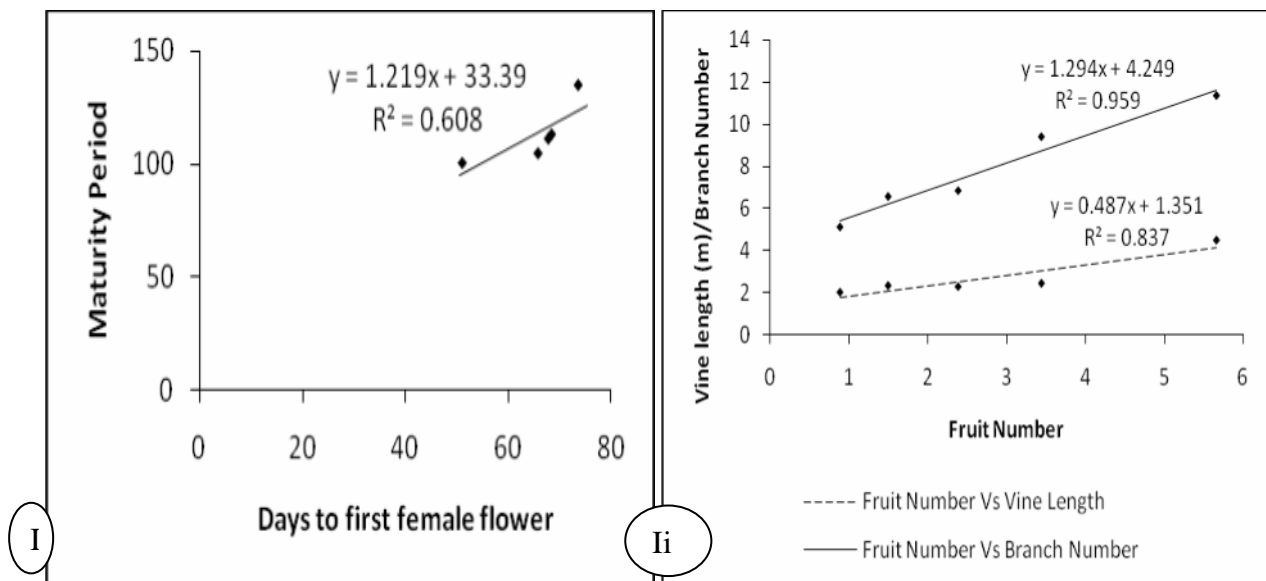 150
100
50
0
0
20
40
60
80
y = 1.219x + 33.39
R² = 0.608
Maturity Period
Days to first female flower
I
14
12
10
8
6
4
2
0
0
1
2
3
4
5
6
y = 1.294x + 4.249
R² = 0.959
y = 0.487x + 1.351
R² = 0.837
Vine length (m)/Branch Number
Fruit Number
Fruit Number Vs Vine Length
Fruit Number Vs Branch Number
Ii